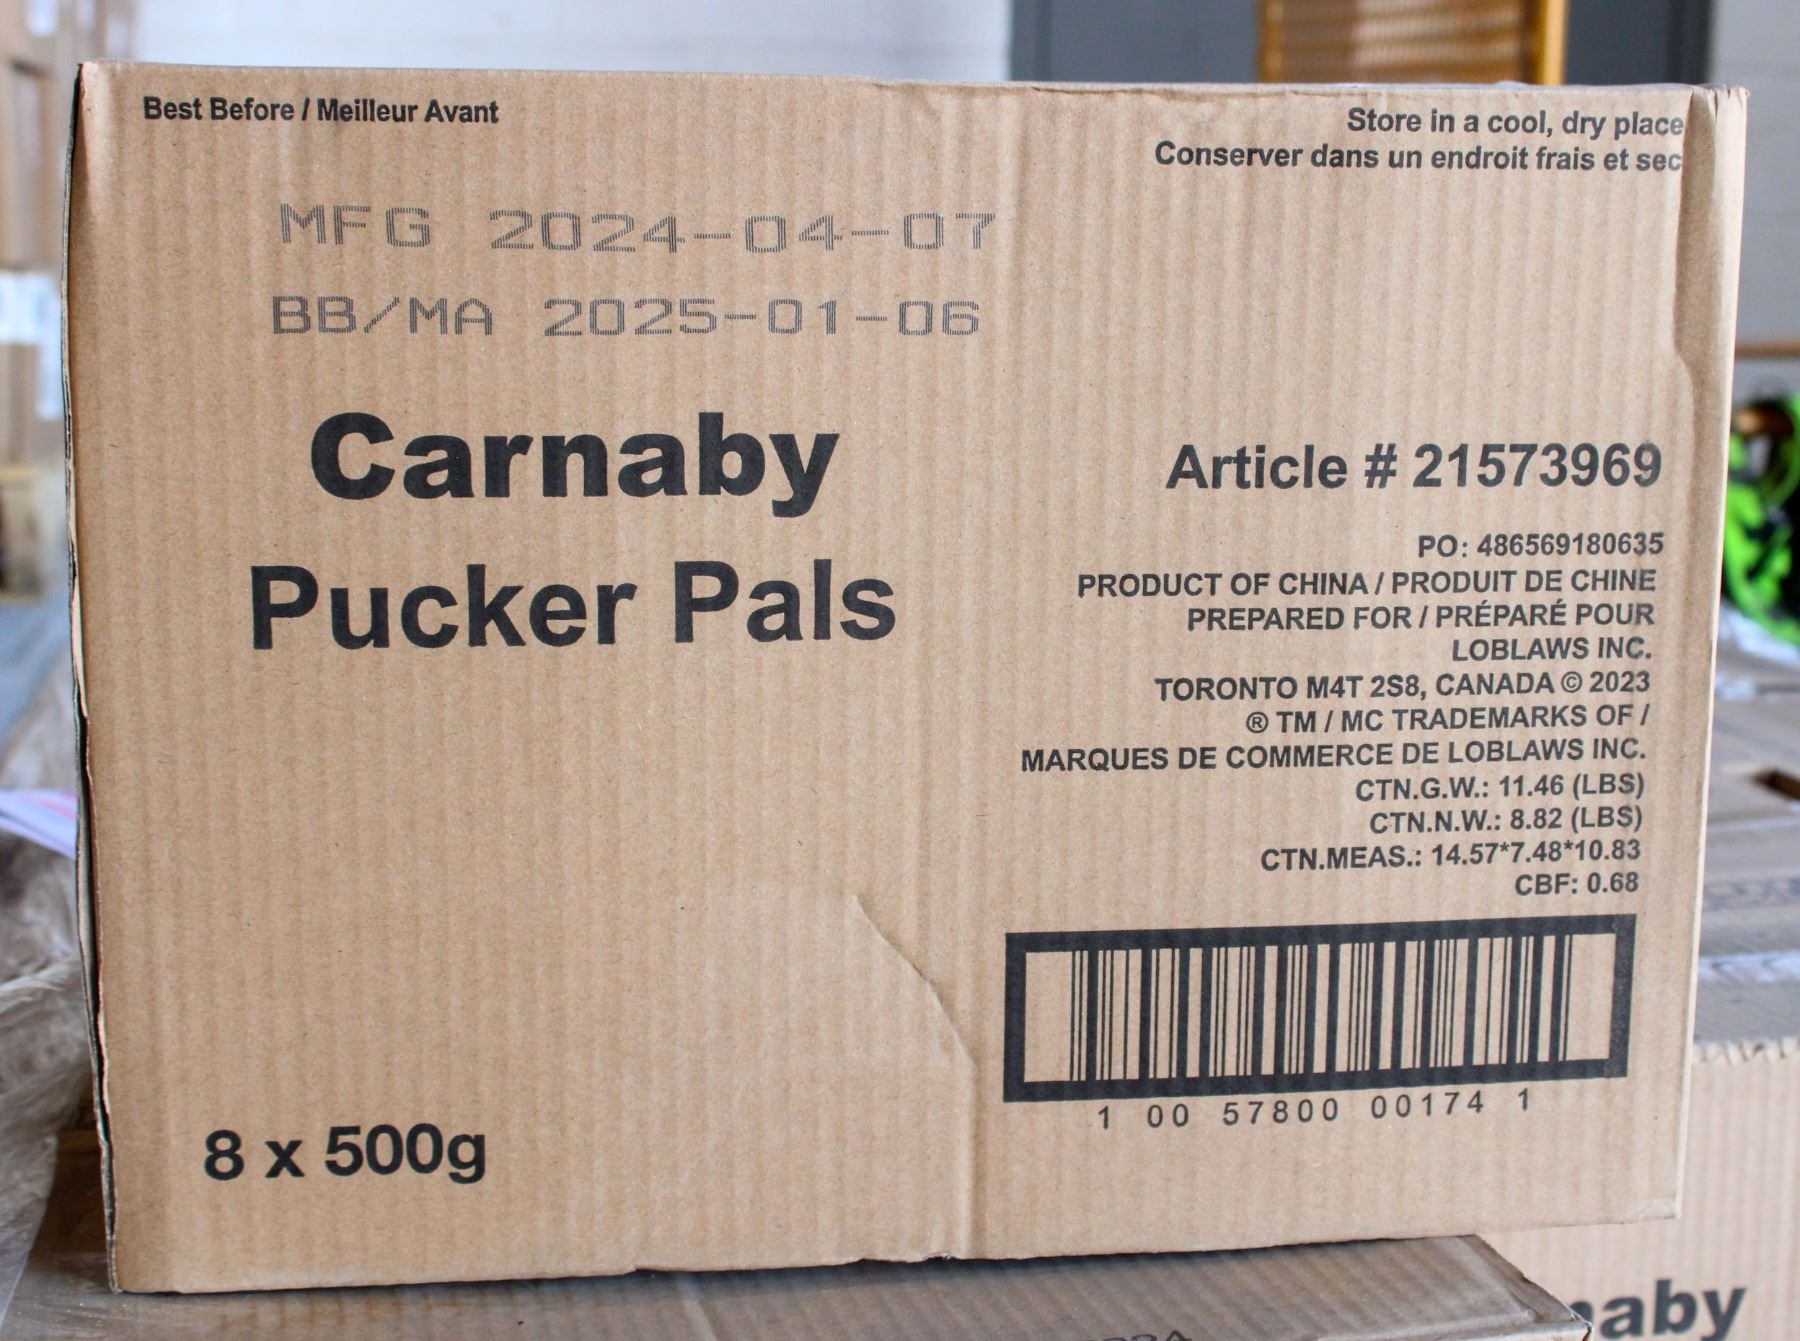 Best Before / Meilleur Avant
Store in a cool, dry place
Conserver dans un endroit frais et sec
MFG 2024-04-07
BB/MA 2025-01-06
Carnaby
Pucker Pals
Article # 21573969
PO: 486569180635
PRODUCT OF CHINA / PRODUIT DE CHINE
PREPARED FOR / PRÉPARÉ POUR
LOBLAWS INC.
TORONTO M4T 2S8, CANADA © 2023
® TM / MC TRADEMARKS OF /
MARQUES DE COMMERCE DE LOBLAWS INC.
CTN.G.W.: 11.46 (LBS)
CTN.N.W.: 8.82 (LBS)
CTN.MEAS.: 14.57*7.48*10.83
CBF: 0.68
1 00 57800 00174 1
8 x 500g
naby